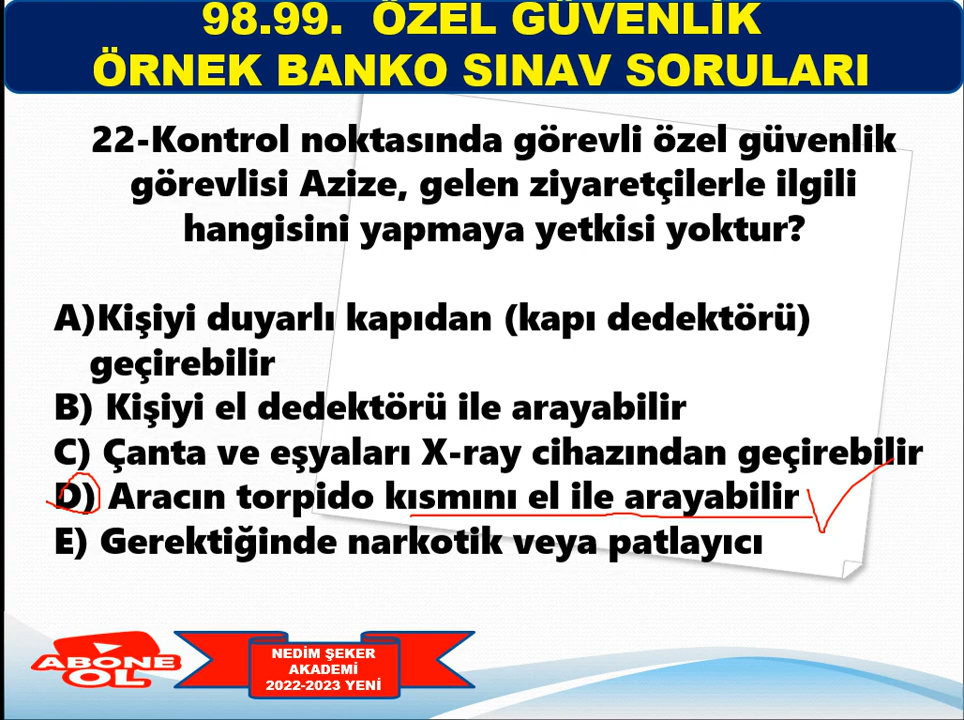 98.99. ÖZEL GÜVENLİK
ÖRNEK BANKO SINAV SORULARI
22-Kontrol noktasında görevli özel güvenlik
görevlisi Azize, gelen ziyaretçilerle ilgili
hangisini yapmaya yetkisi yoktur?
A)Kişiyi duyarlı kapıdan (kapı dedektörü)
geçirebilir
B) Kişiyi el dedektörü ile arayabilir
C) Çanta ve eşyaları X-ray cihazından geçirebilir
D) Aracın torpido kısmını el ile arayabilir
E) Gerektiğinde narkotik veya patlayıcı
ABONE
OL
NEDİM ŞEKER
AKADEMİ
2022-2023 YENİ